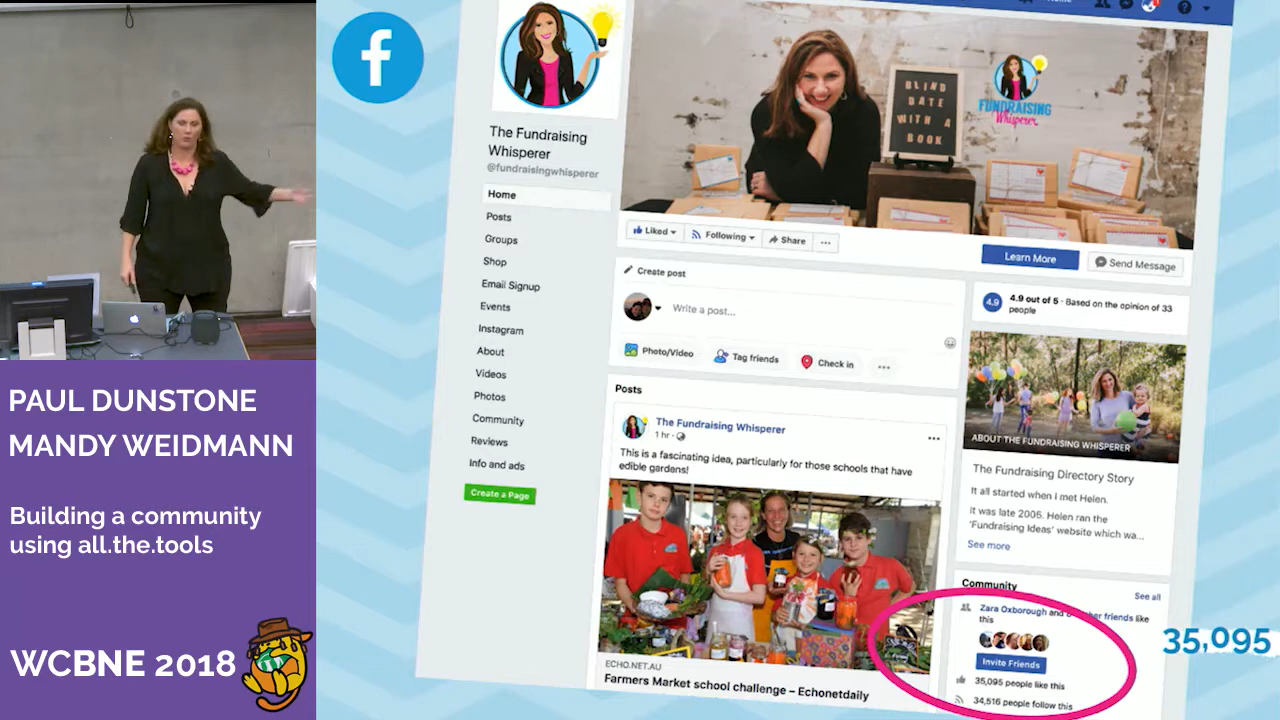 PAUL DUNSTONE
MANDY WEIDMANN
Building a community
using all.the.tools
WCBNE 2018
f
The Fundraising
Whisperer
@fundraisingwhisperer
Home
Posts
Groups
Shop
Email Signup
Events
Instagram
About
Videos
Photos
Community
Reviews
Info and ads
Create a Page
BLIND
DATE
WITH A
BOOK
FUNDRAISING
Whisperer
Liked
Following
Share
Learn More
Send Message
Create post
Write a post...
Photo/Video
Tag friends
Check in
Posts
The Fundraising Whisperer
1 hr
This is a fascinating idea, particularly for those schools that have
edible gardens!
ECHO.NET.AU
Farmers Market school challenge – Echonetdaily
4.9
4.9 out of 5 · Based on the opinion of 33
people
ABOUT THE FUNDRAISING WHISPERER
The Fundraising Directory Story
It all started when I met Helen.
It was late 2005. Helen ran the
'Fundraising Ideas' website which wa...
See more
Community
See all
Zara Oxborough and other friends like
this
Invite Friends
35,095 people like this
34,516 people follow this
35,095